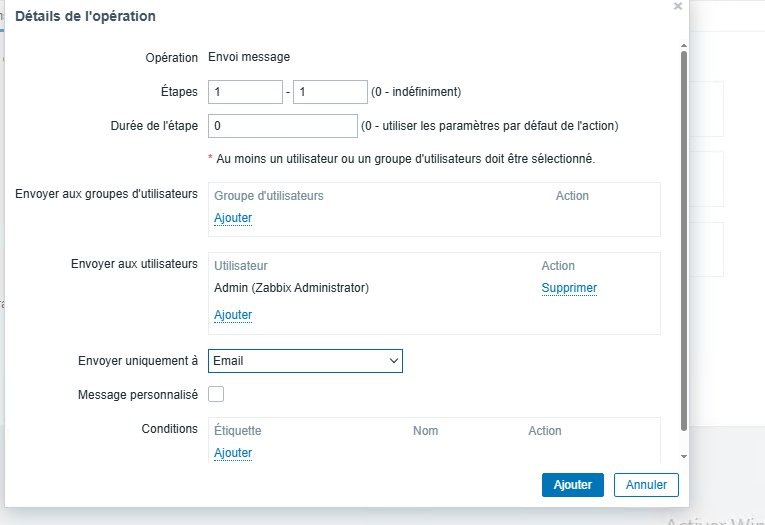 Détails de l'opération
Opération Envoi message
Étapes 1 - 1 (0 - indéfiniment)
Durée de l'étape 0 (0 - utiliser les paramètres par défaut de l'action)
* Au moins un utilisateur ou un groupe d'utilisateurs doit être sélectionné.
Envoyer aux groupes d'utilisateurs Groupe d'utilisateurs Action
Ajouter
Envoyer aux utilisateurs Utilisateur Action
Admin (Zabbix Administrator) Supprimer
Ajouter
Envoyer uniquement à Email
Message personnalisé
Conditions Étiquette Nom Action
Ajouter
Ajouter Annuler